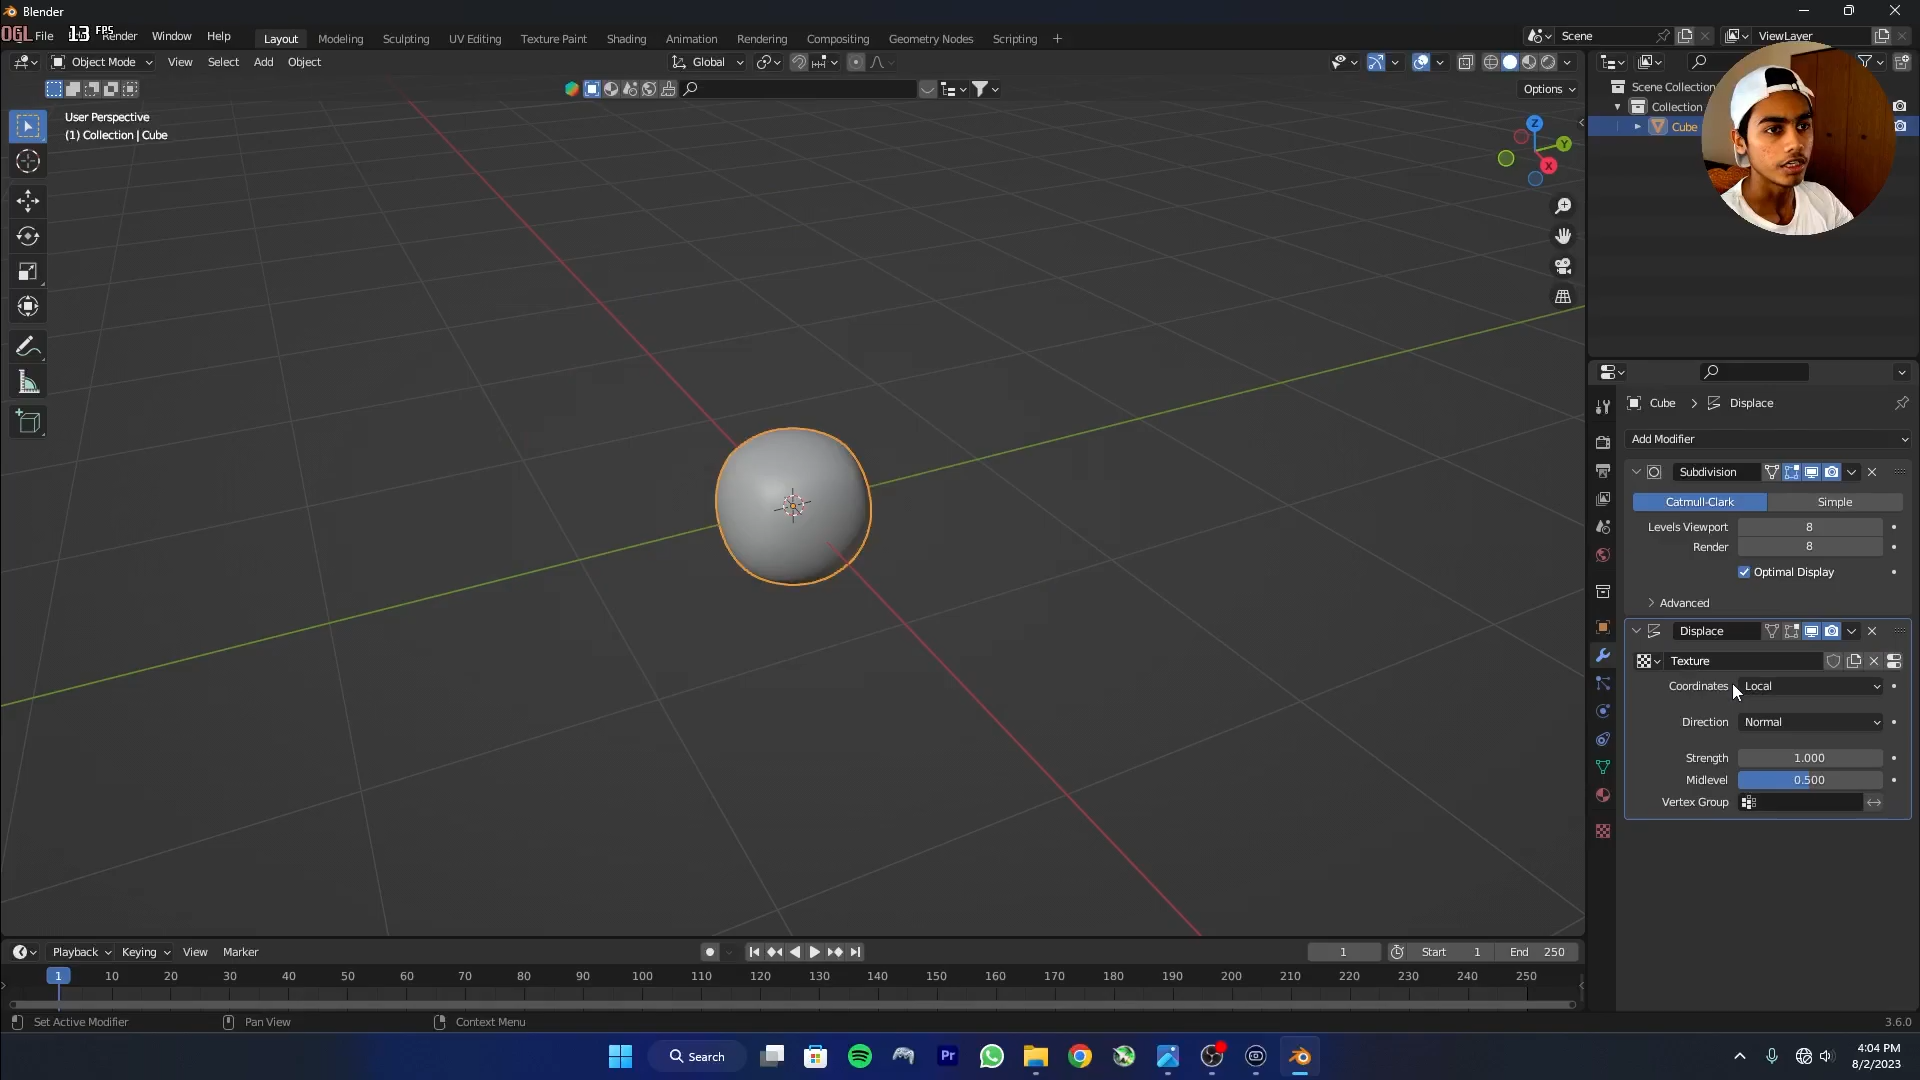 Blender
OGL 13 FPS
File Render Window Help
Layout Modeling Sculpting UV Editing Texture Paint Shading Animation Rendering Compositing Geometry Nodes Scripting +
Scene ViewLayer
Object Mode View Select Add Object
Global
Options
User Perspective
(1) Collection | Cube
Z
Y
X
Scene Collection
Collection
Cube
Cube > Displace
Add Modifier
Subdivision
Catmull-Clark Simple
Levels Viewport 8
Render 8
Optimal Display
> Advanced
Displace
Texture
Coordinates Local
Direction Normal
Strength 1.000
Midlevel 0.500
Vertex Group
Playback Keying View Marker
1 Start 1 End 250
1 10 20 30 40 50 60 70 80 90 100 110 120 130 140 150 160 170 180 190 200 210 220 230 240 250
Set Active Modifier Pan View Context Menu
3.6.0
Search
Pr
4:04 PM
8/2/2023